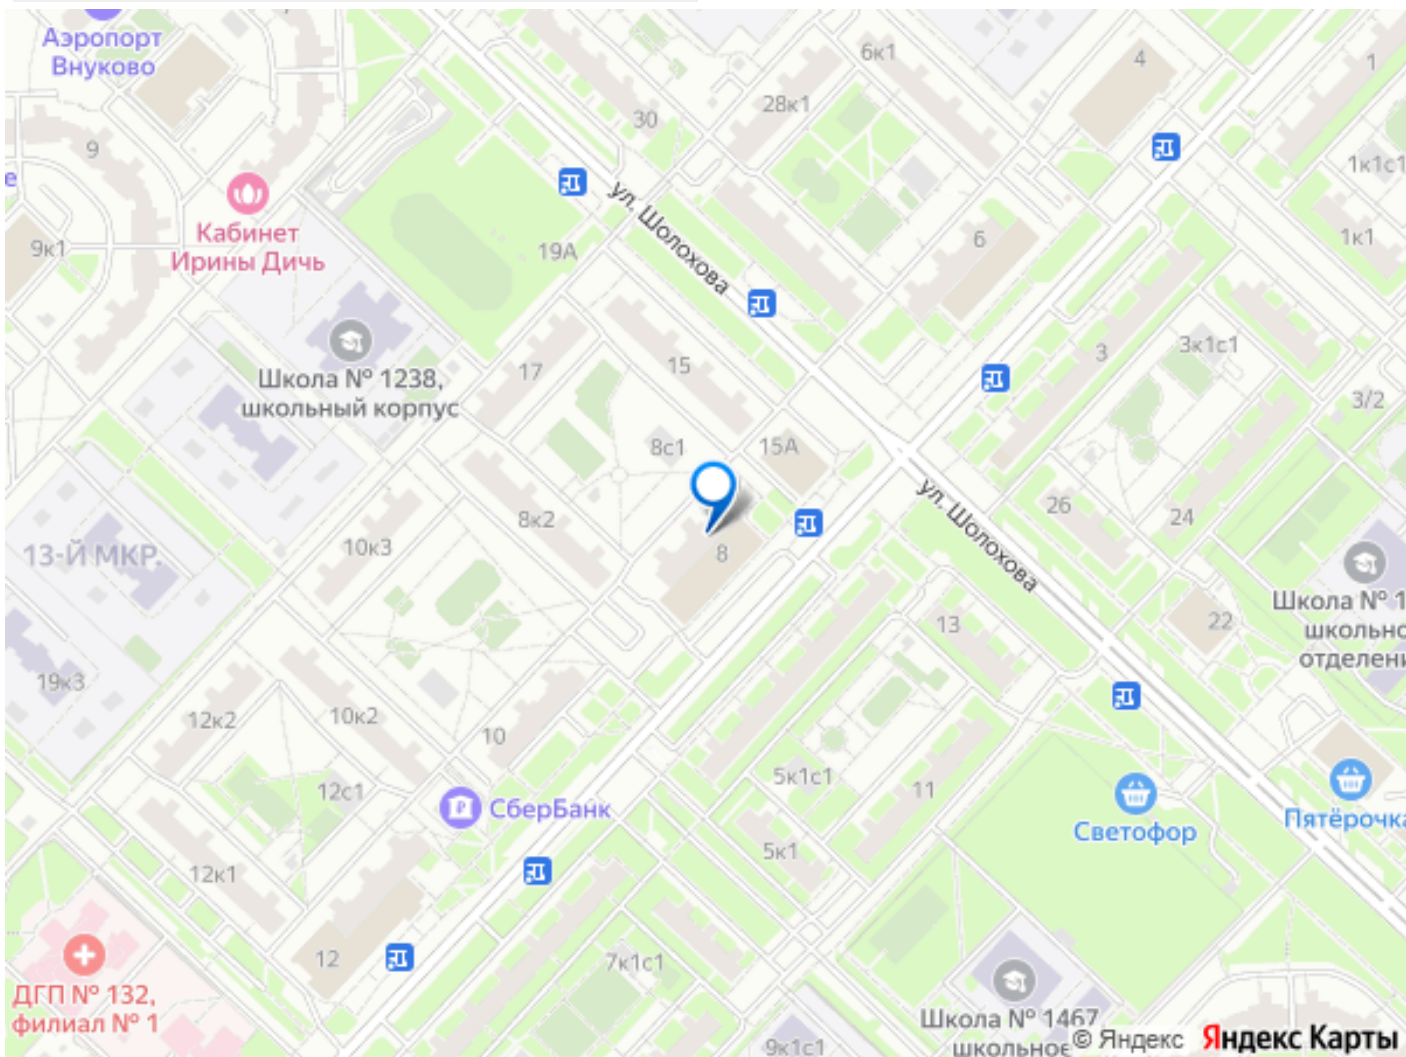 Аэропорт
Внуково
6к1
4
1
30
28к1
9
1к1с1
е
Кабинет
Ирины Дичь
ул. Шолохова
9к1
19А
6
1к1
Школа № 1238,
школьный корпус
17
15
3
3к1с1
3/2
8с1
15А
ул. Шолохова
26
24
8к2
10к3
8
13-Й МКР.
Школа № 1
школьно
отделени
22
13
19к3
12к2
10к2
10
12с1
СберБанк
5к1с1
11
Светофор
Пятёрочка
12к1
5к1
12
7к1с1
ДГП № 132,
филиал № 1
Школа № 1467,
школьное
9к1с1
© Яндекс Яндекс Карты